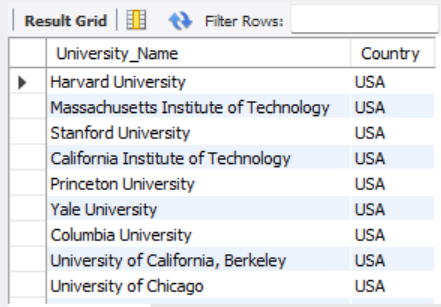 Result Grid Filter Rows:
University_Name Country
Harvard University USA
Massachusetts Institute of Technology USA
Stanford University USA
California Institute of Technology USA
Princeton University USA
Yale University USA
Columbia University USA
University of California, Berkeley USA
University of Chicago USA